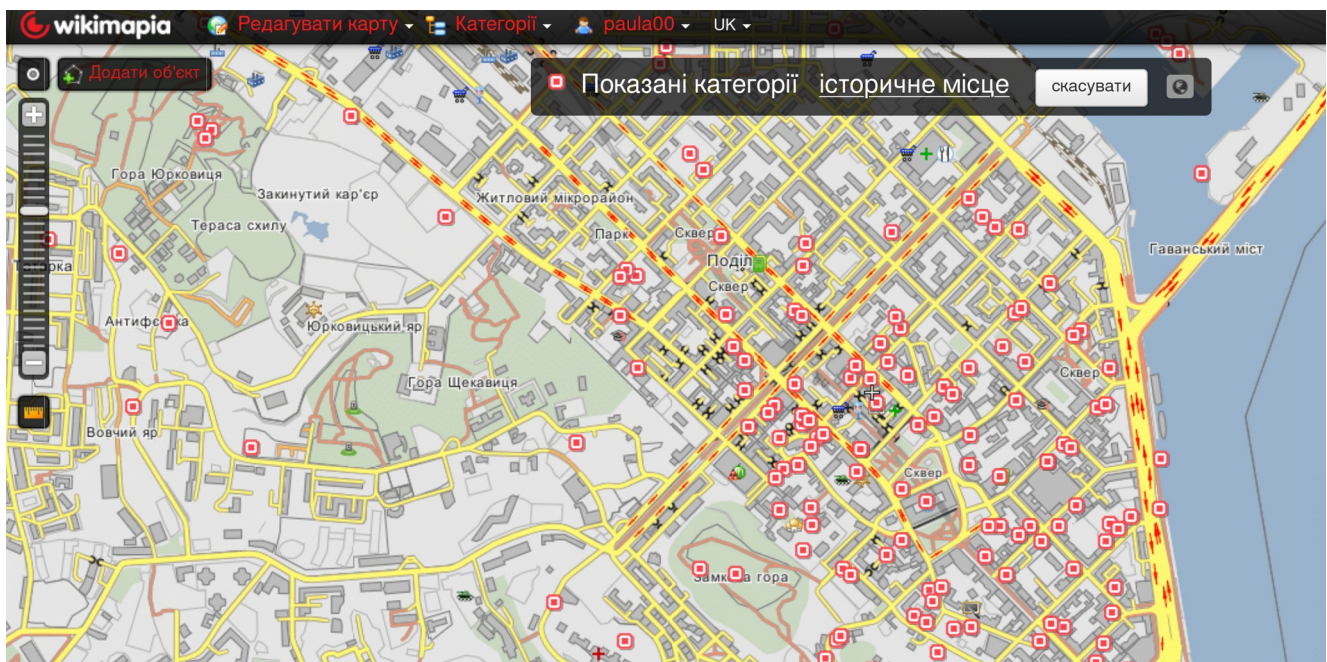 wikimapia Редагувати карту Категорії paula00 UK
Додати об'єкт
Показані категорії історичне місце скасувати
Гора Юрковиця
Закинутий кар'єр
Житловий мікрорайон
Тераса схилу
Парк
Сквер
Гаванський міст
Поділ
Сквер
Юрковицький яр
Сквер
Гора Щекавиця
Вовчий яр
Сквер
Замкова гора